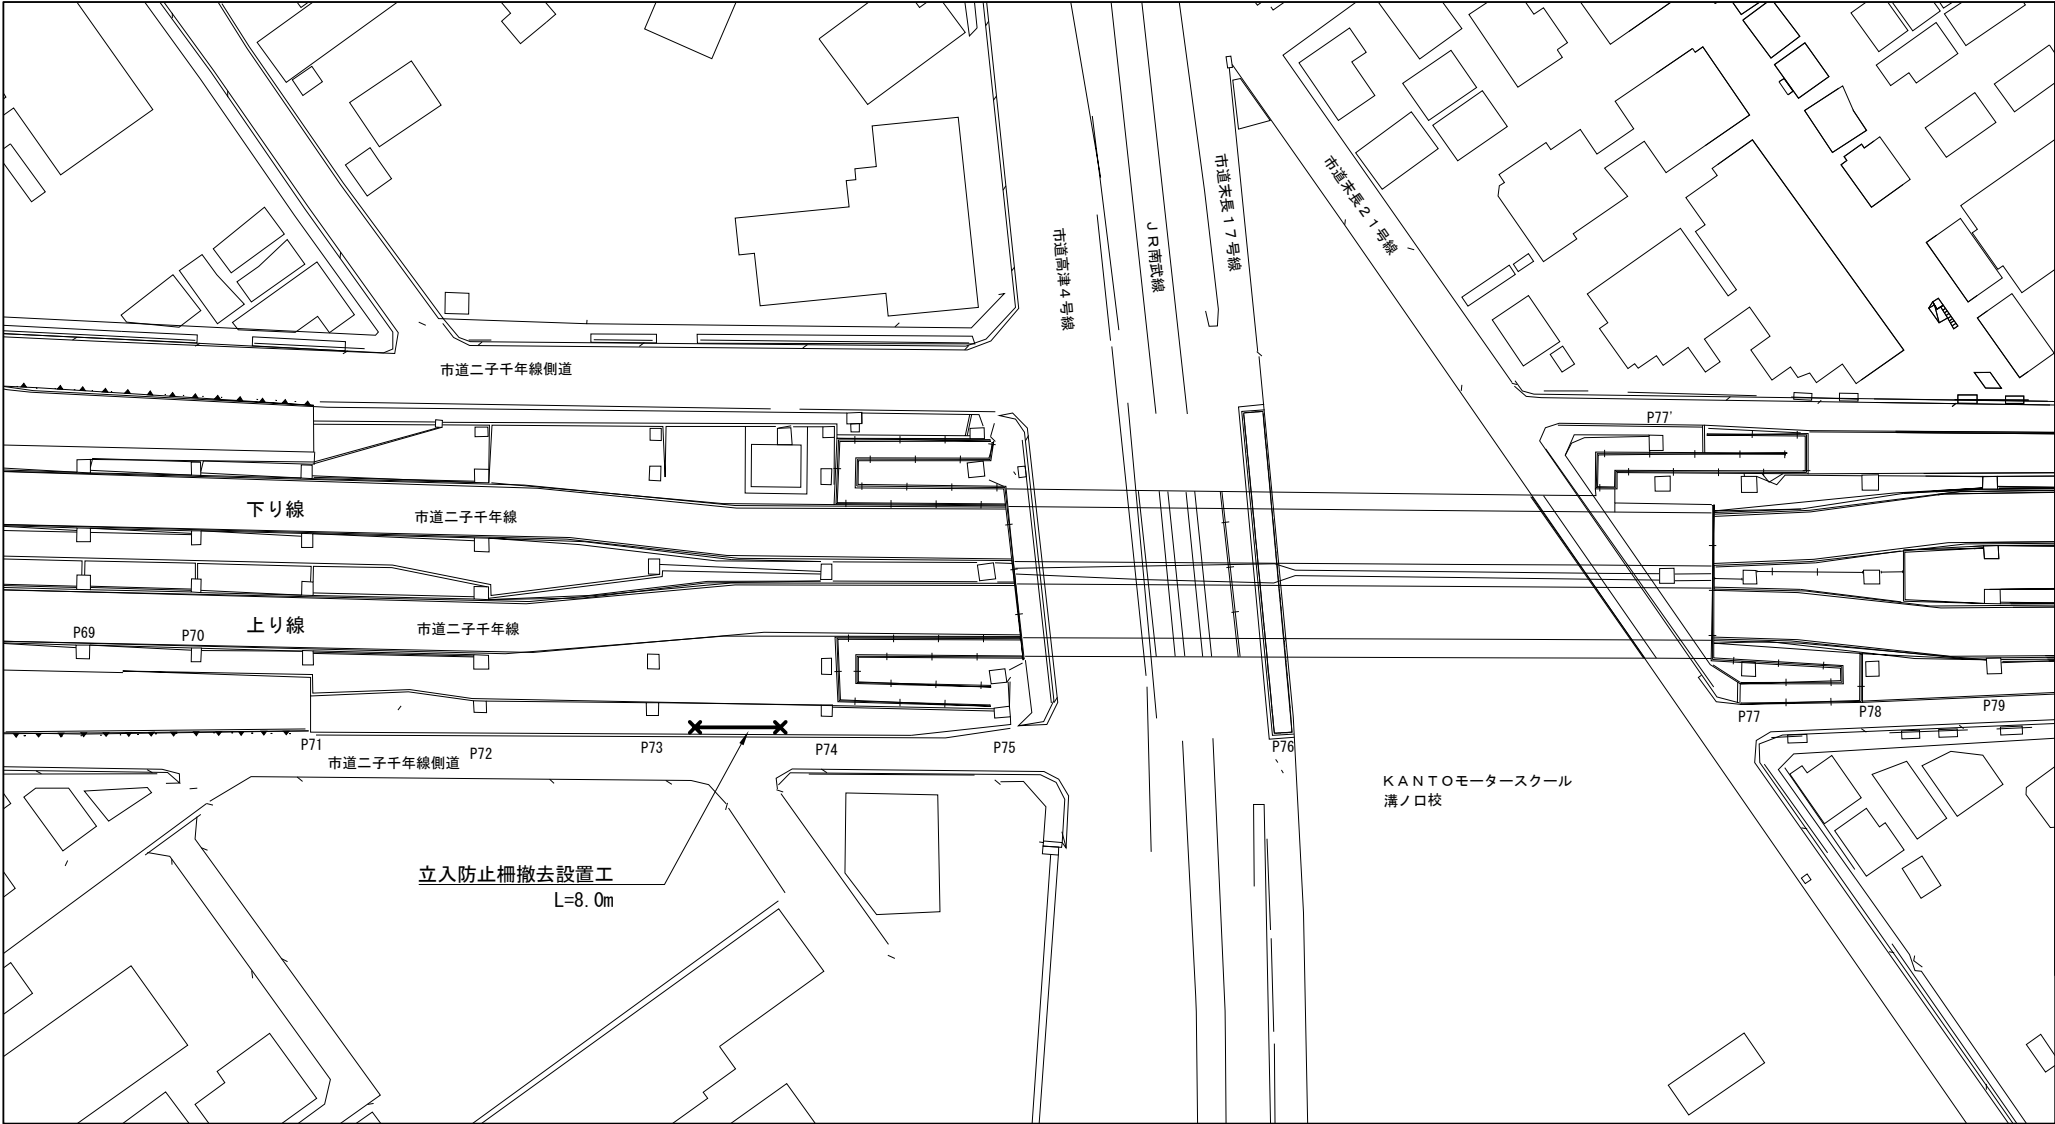 市道高津４号線
ＪＲ南武線
市道末長１７号線
市道末長２１号線
市道二子千年線側道
P77'
下り線
市道二子千年線
上り線
市道二子千年線
P69
P70
P71
P72
P73
P74
P75
P76
P77
P78
P79
市道二子千年線側道
ＫＡＮＴＯモータースクール
溝ノ口校
立入防止柵撤去設置工
L=8.0m